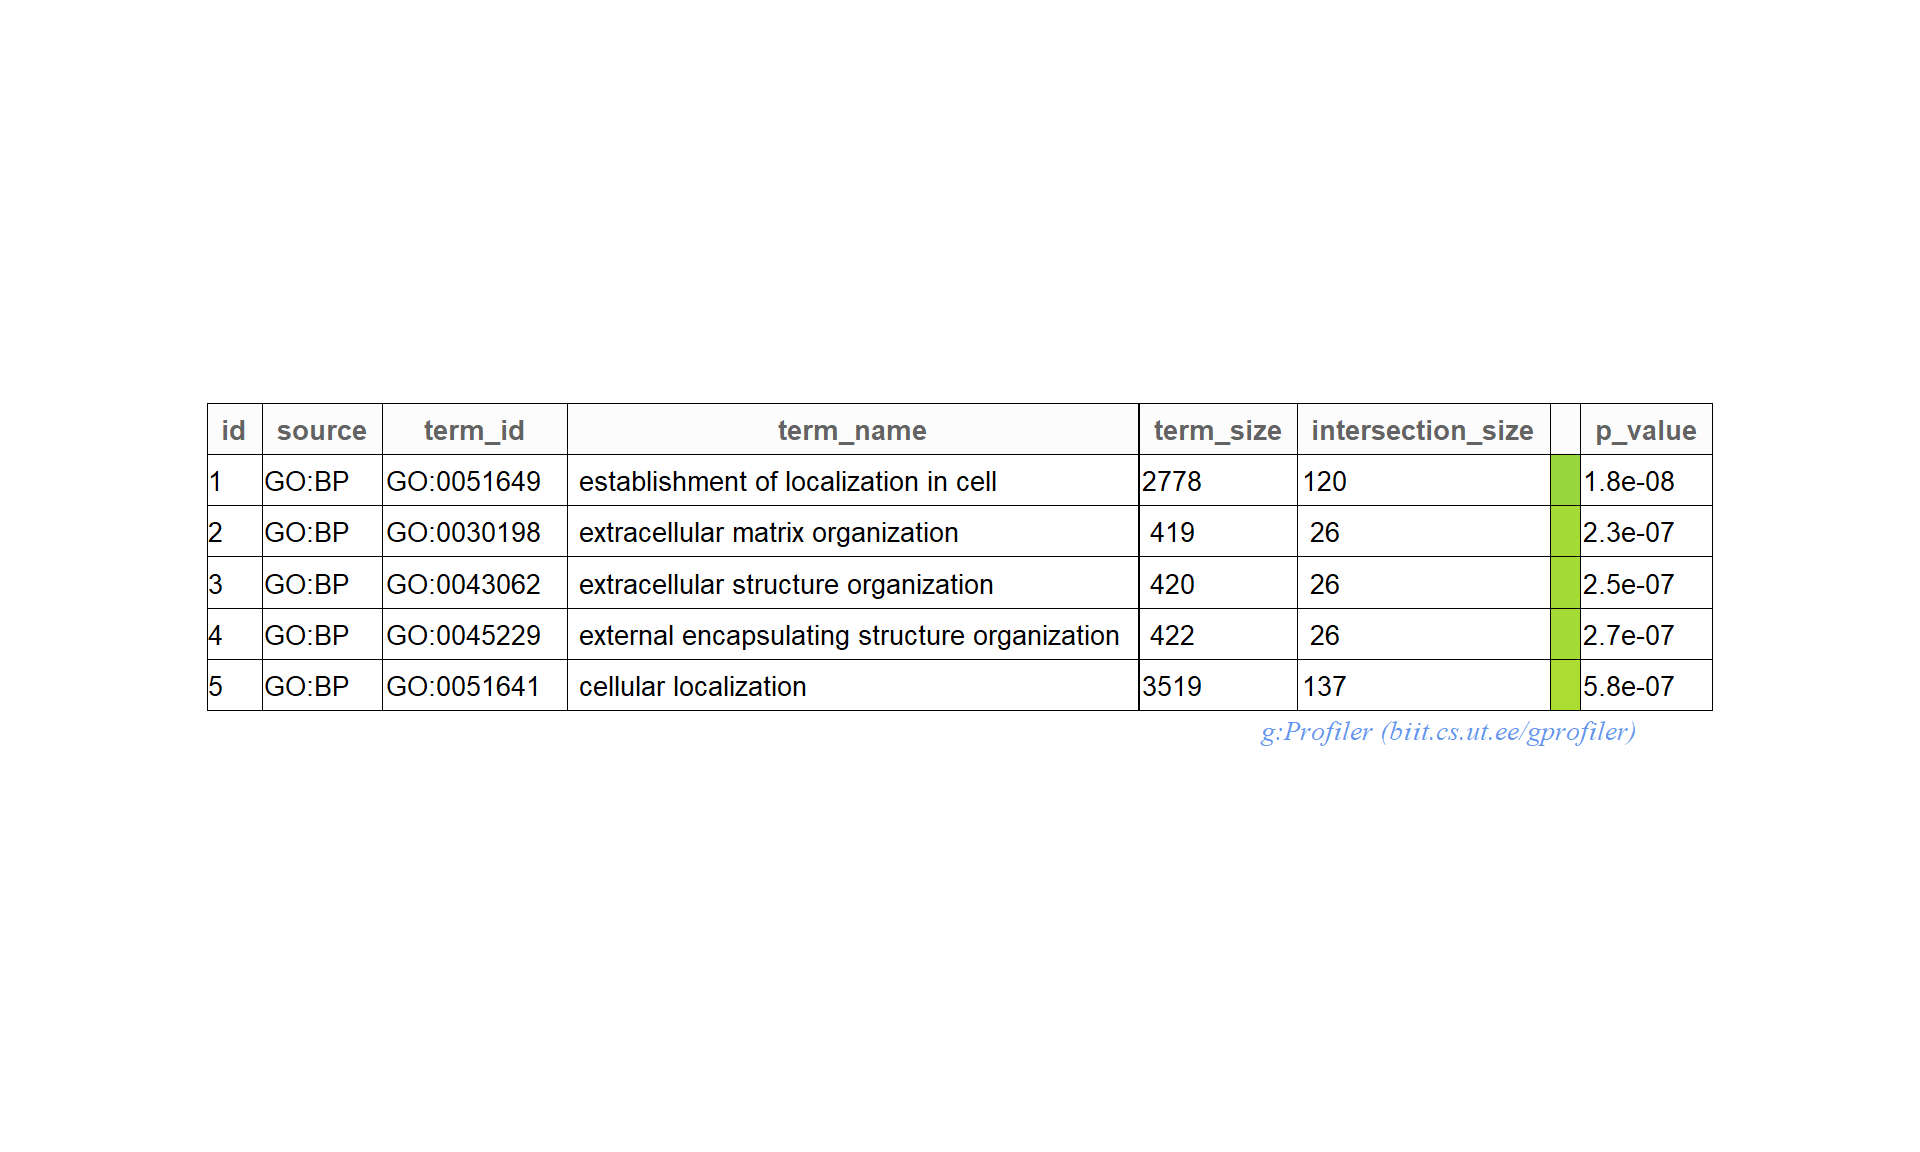 id source term_id term_name term_size intersection_size p_value
1 GO:BP GO:0051649 establishment of localization in cell 2778 120 1.8e-08
2 GO:BP GO:0030198 extracellular matrix organization 419 26 2.3e-07
3 GO:BP GO:0043062 extracellular structure organization 420 26 2.5e-07
4 GO:BP GO:0045229 external encapsulating structure organization 422 26 2.7e-07
5 GO:BP GO:0051641 cellular localization 3519 137 5.8e-07
g:Profiler (biit.cs.ut.ee/gprofiler)